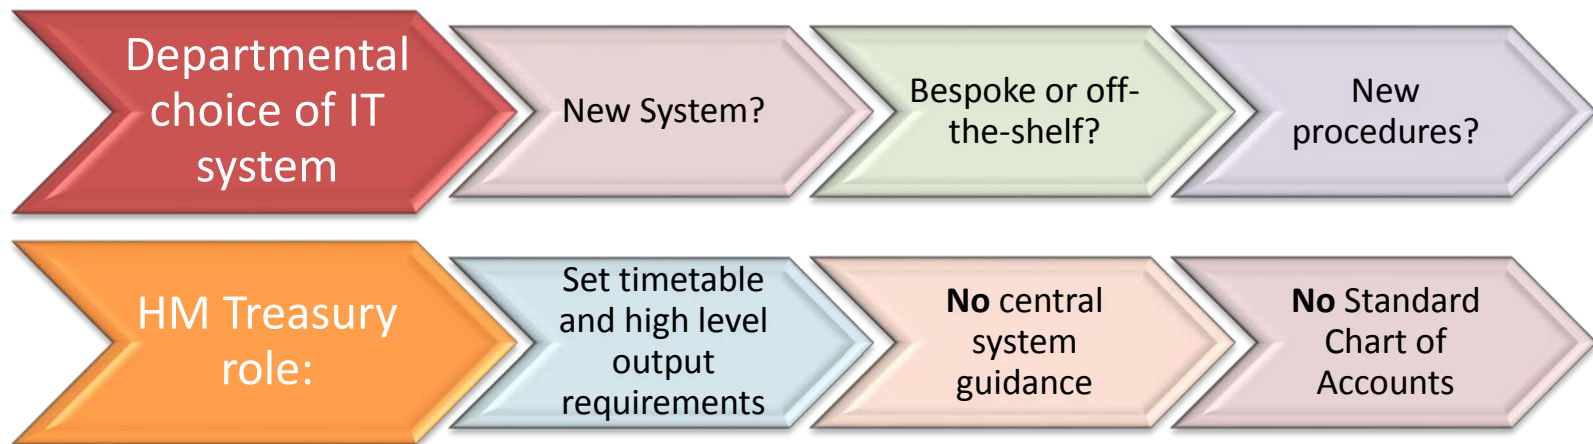 Departmental
choice of IT
system
New System?
Bespoke or off-
the-shelf?
New
procedures?
HM Treasury
role:
Set timetable
and high level
output
requirements
No central
system
guidance
No Standard
Chart of
Accounts